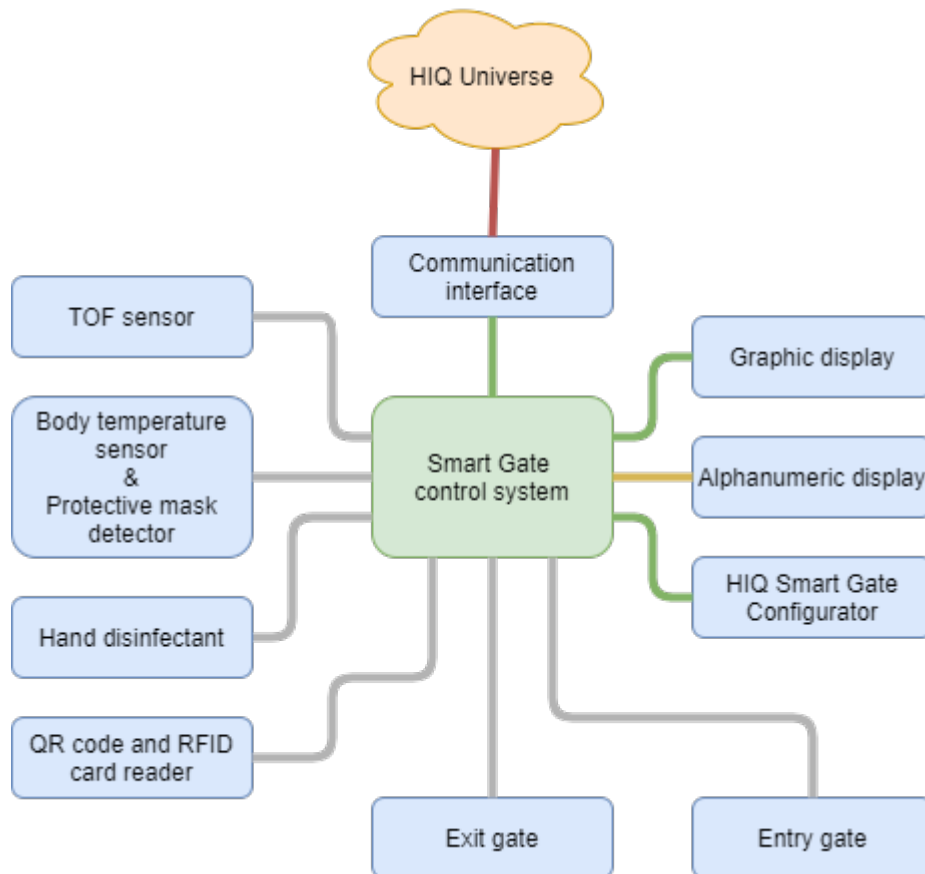 HIQ Universe
Communication
interface
TOF sensor
Graphic display
Body temperature
sensor
&
Protective mask
detector
Smart Gate
control system
Alphanumeric display
HIQ Smart Gate
Configurator
Hand disinfectant
QR code and RFID
card reader
Exit gate
Entry gate